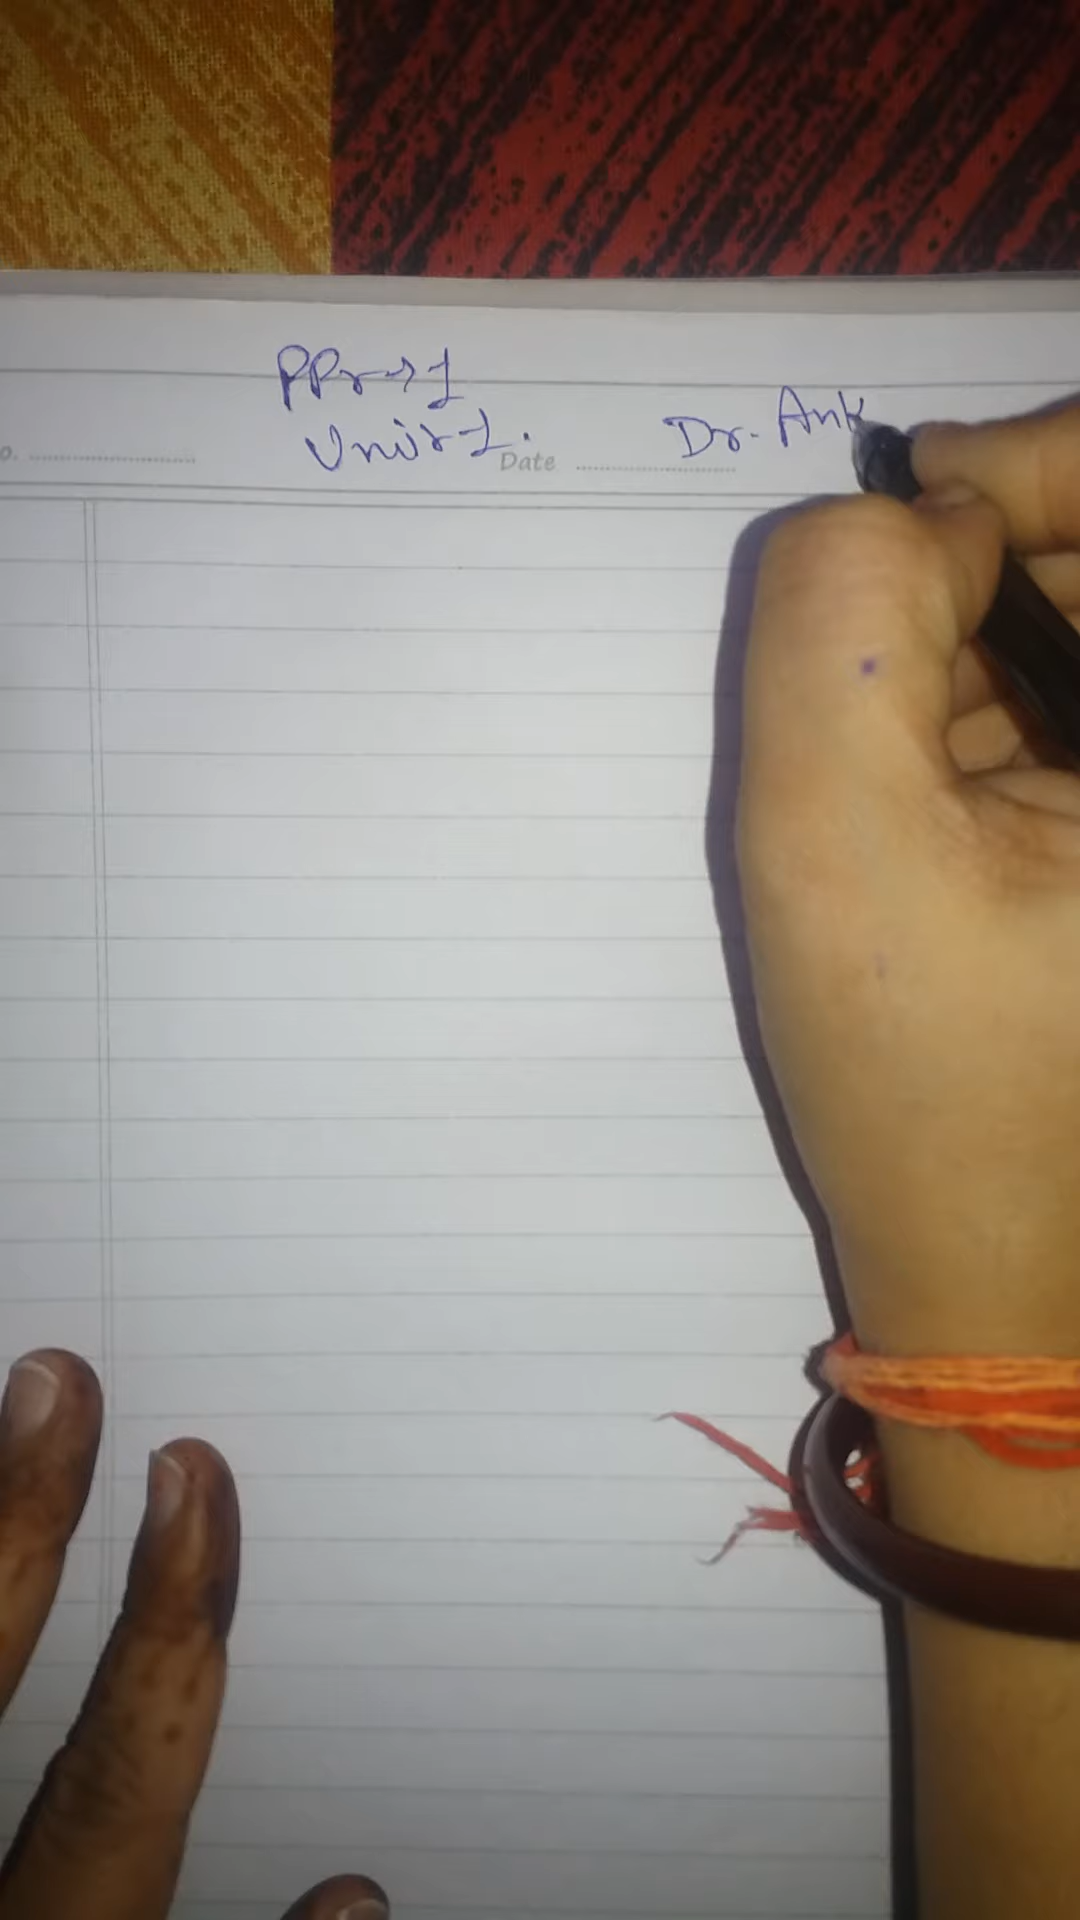 PPr → 1
Unit 1.
Dr. Ank
o. ........................ Date ........................